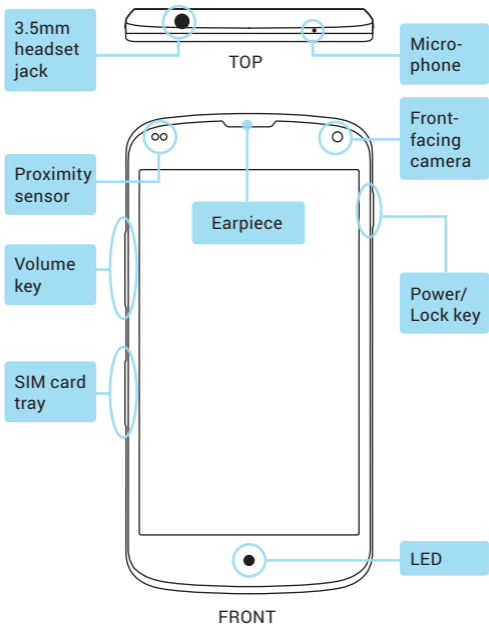 3.5mm
headset
jack
TOP
Micro-
phone
Front-
facing
camera
Proximity
sensor
Earpiece
Volume
key
Power/
Lock key
SIM card
tray
LED
FRONT